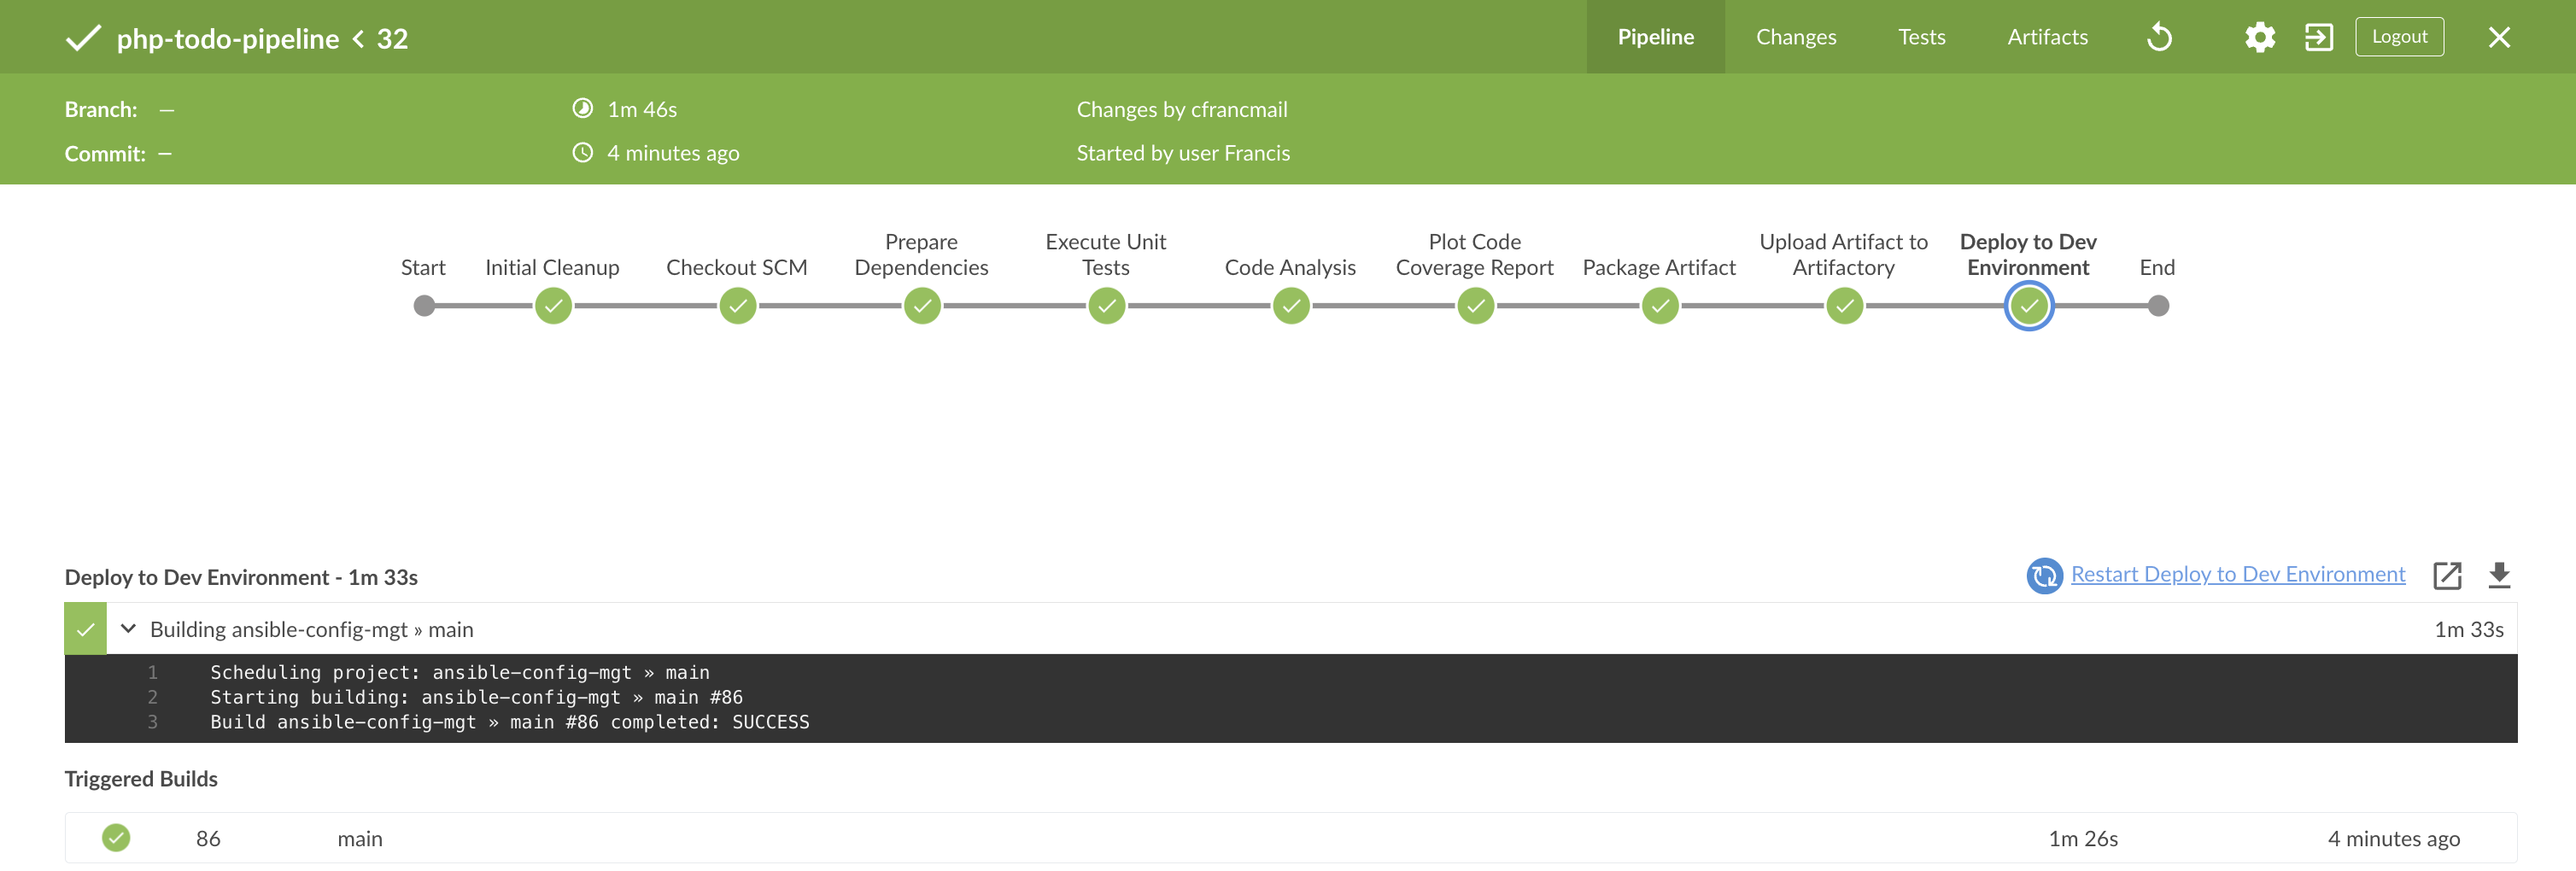 php-todo-pipeline < 32
Pipeline Changes Tests Artifacts Logout
Branch: — 1m 46s Changes by cfrancmail
Commit: — 4 minutes ago Started by user Francis
Start
Initial Cleanup
Checkout SCM
Prepare
Dependencies
Execute Unit
Tests
Code Analysis
Plot Code
Coverage Report
Package Artifact
Upload Artifact to
Artifactory
Deploy to Dev
Environment
End
Deploy to Dev Environment - 1m 33s
Restart Deploy to Dev Environment
Building ansible-config-mgt » main 1m 33s
1 Scheduling project: ansible-config-mgt » main
2 Starting building: ansible-config-mgt » main #86
3 Build ansible-config-mgt » main #86 completed: SUCCESS
Triggered Builds
86 main 1m 26s 4 minutes ago